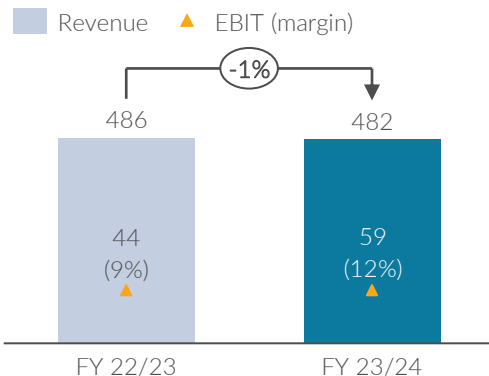 Revenue EBIT (margin)
-1%
486 482
44 59
(9%) (12%)
FY 22/23 FY 23/24